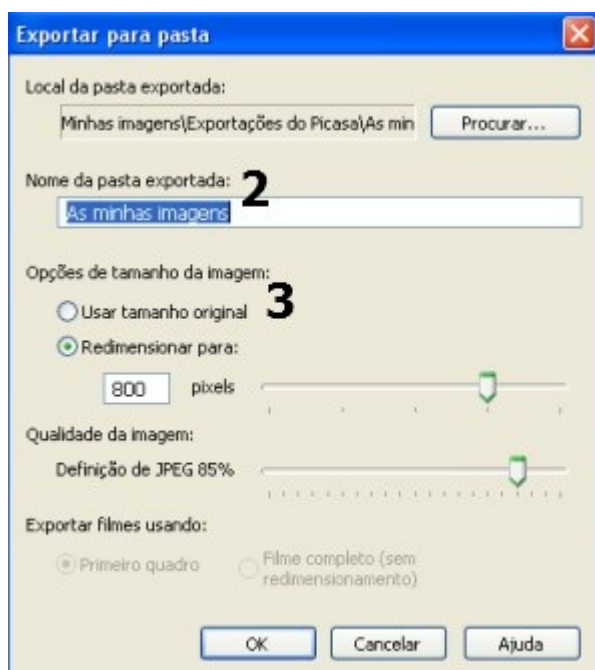 Exportar para pasta
Local da pasta exportada:
Minhas imagens\Exportações do Picasa\As min
Procurar...
Nome da pasta exportada: 2
As minhas imagens
Opções de tamanho da imagem:
Usar tamanho original 3
Redimensionar para:
800 pixels
Qualidade da imagem:
Definição de JPEG 85%
Exportar filmes usando:
Primeiro quadro
Filme completo (sem
redimensionamento)
OK Cancelar Ajuda